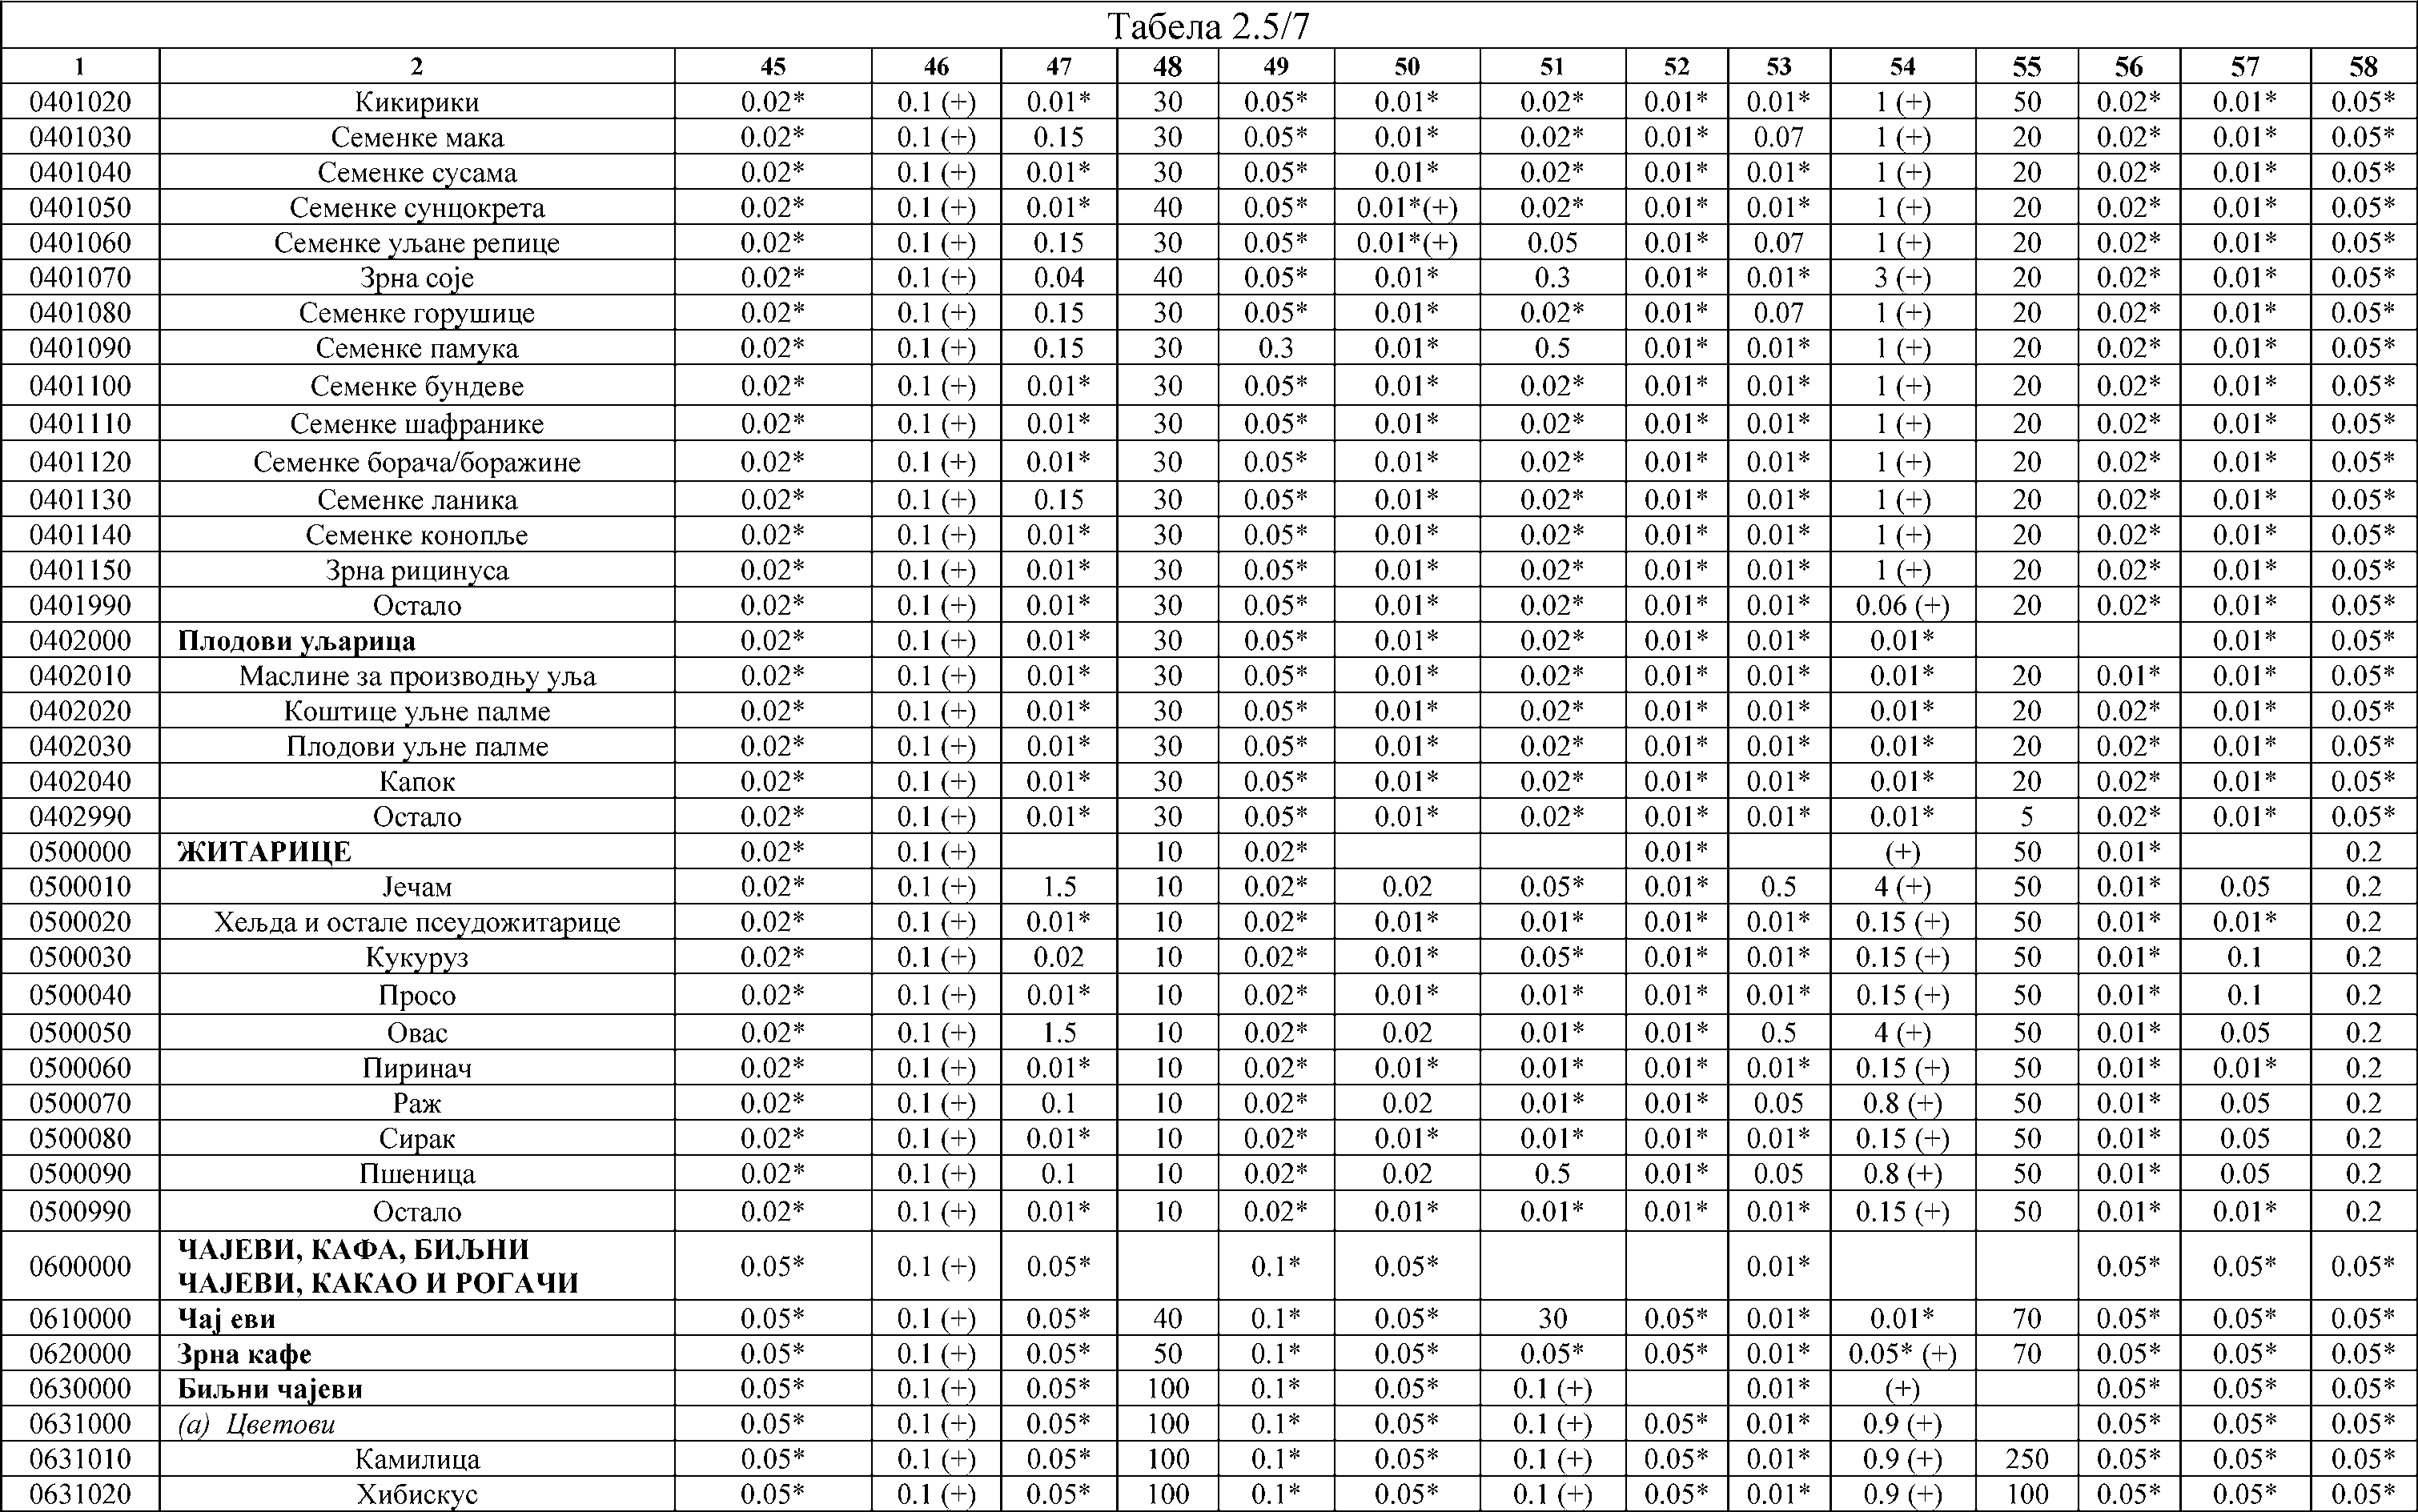 Табела 2.5/7
1 2 45 46 47 48 49 50 51 52 53 54 55 56 57 58
0401020 Кикирики 0.02* 0.1 (+) 0.01* 30 0.05* 0.01* 0.02* 0.01* 0.01* 1 (+) 50 0.02* 0.01* 0.05*
0401030 Семенке мака 0.02* 0.1 (+) 0.15 30 0.05* 0.01* 0.02* 0.01* 0.07 1 (+) 20 0.02* 0.01* 0.05*
0401040 Семенке сусама 0.02* 0.1 (+) 0.01* 30 0.05* 0.01* 0.02* 0.01* 0.01* 1 (+) 20 0.02* 0.01* 0.05*
0401050 Семенке сунцокрета 0.02* 0.1 (+) 0.01* 40 0.05* 0.01*(+) 0.02* 0.01* 0.01* 1 (+) 20 0.02* 0.01* 0.05*
0401060 Семенке уљане репице 0.02* 0.1 (+) 0.15 30 0.05* 0.01*(+) 0.05 0.01* 0.07 1 (+) 20 0.02* 0.01* 0.05*
0401070 Зрна соје 0.02* 0.1 (+) 0.04 40 0.05* 0.01* 0.3 0.01* 0.01* 3 (+) 20 0.02* 0.01* 0.05*
0401080 Семенке горушице 0.02* 0.1 (+) 0.15 30 0.05* 0.01* 0.02* 0.01* 0.07 1 (+) 20 0.02* 0.01* 0.05*
0401090 Семенке памука 0.02* 0.1 (+) 0.15 30 0.3 0.01* 0.5 0.01* 0.01* 1 (+) 20 0.02* 0.01* 0.05*
0401100 Семенке бундеве 0.02* 0.1 (+) 0.01* 30 0.05* 0.01* 0.02* 0.01* 0.01* 1 (+) 20 0.02* 0.01* 0.05*
0401110 Семенке шафранике 0.02* 0.1 (+) 0.01* 30 0.05* 0.01* 0.02* 0.01* 0.01* 1 (+) 20 0.02* 0.01* 0.05*
0401120 Семенке борача/боражине 0.02* 0.1 (+) 0.01* 30 0.05* 0.01* 0.02* 0.01* 0.01* 1 (+) 20 0.02* 0.01* 0.05*
0401130 Семенке ланика 0.02* 0.1 (+) 0.15 30 0.05* 0.01* 0.02* 0.01* 0.01* 1 (+) 20 0.02* 0.01* 0.05*
0401140 Семенке конопље 0.02* 0.1 (+) 0.01* 30 0.05* 0.01* 0.02* 0.01* 0.01* 1 (+) 20 0.02* 0.01* 0.05*
0401150 Зрна рицинуса 0.02* 0.1 (+) 0.01* 30 0.05* 0.01* 0.02* 0.01* 0.01* 1 (+) 20 0.02* 0.01* 0.05*
0401990 Остало 0.02* 0.1 (+) 0.01* 30 0.05* 0.01* 0.02* 0.01* 0.01* 0.06 (+) 20 0.02* 0.01* 0.05*
0402000 Плодови уљарица 0.02* 0.1 (+) 0.01* 30 0.05* 0.01* 0.02* 0.01* 0.01* 0.01* 0.01* 0.05*
0402010 Маслине за производњу уља 0.02* 0.1 (+) 0.01* 30 0.05* 0.01* 0.02* 0.01* 0.01* 0.01* 20 0.01* 0.01* 0.05*
0402020 Коштице уљне палме 0.02* 0.1 (+) 0.01* 30 0.05* 0.01* 0.02* 0.01* 0.01* 0.01* 20 0.02* 0.01* 0.05*
0402030 Плодови уљне палме 0.02* 0.1 (+) 0.01* 30 0.05* 0.01* 0.02* 0.01* 0.01* 0.01* 20 0.02* 0.01* 0.05*
0402040 Капок 0.02* 0.1 (+) 0.01* 30 0.05* 0.01* 0.02* 0.01* 0.01* 0.01* 20 0.02* 0.01* 0.05*
0402990 Остало 0.02* 0.1 (+) 0.01* 30 0.05* 0.01* 0.02* 0.01* 0.01* 0.01* 5 0.02* 0.01* 0.05*
0500000 ЖИТАРИЦЕ 0.02* 0.1 (+) 10 0.02* 0.01* (+) 50 0.01* 0.2
0500010 Јечам 0.02* 0.1 (+) 1.5 10 0.02* 0.02 0.05* 0.01* 0.5 4 (+) 50 0.01* 0.05 0.2
0500020 Хељда и остале псеудожитарице 0.02* 0.1 (+) 0.01* 10 0.02* 0.01* 0.01* 0.01* 0.01* 0.15 (+) 50 0.01* 0.01* 0.2
0500030 Кукуруз 0.02* 0.1 (+) 0.02 10 0.02* 0.01* 0.05* 0.01* 0.01* 0.15 (+) 50 0.01* 0.1 0.2
0500040 Просо 0.02* 0.1 (+) 0.01* 10 0.02* 0.01* 0.01* 0.01* 0.01* 0.15 (+) 50 0.01* 0.1 0.2
0500050 Овас 0.02* 0.1 (+) 1.5 10 0.02* 0.02 0.01* 0.01* 0.5 4 (+) 50 0.01* 0.05 0.2
0500060 Пиринач 0.02* 0.1 (+) 0.01* 10 0.02* 0.01* 0.01* 0.01* 0.01* 0.15 (+) 50 0.01* 0.01* 0.2
0500070 Раж 0.02* 0.1 (+) 0.1 10 0.02* 0.02 0.01* 0.01* 0.05 0.8 (+) 50 0.01* 0.05 0.2
0500080 Сирак 0.02* 0.1 (+) 0.01* 10 0.02* 0.01* 0.01* 0.01* 0.01* 0.15 (+) 50 0.01* 0.05 0.2
0500090 Пшеница 0.02* 0.1 (+) 0.1 10 0.02* 0.02 0.5 0.01* 0.05 0.8 (+) 50 0.01* 0.05 0.2
0500990 Остало 0.02* 0.1 (+) 0.01* 10 0.02* 0.01* 0.01* 0.01* 0.01* 0.15 (+) 50 0.01* 0.01* 0.2
ЧАЈЕВИ, КАФА, БИЉНИ
0600000 ЧАЈЕВИ, КАКАО И РОГАЧИ 0.05* 0.1 (+) 0.05* 0.1* 0.05* 0.01* 0.05* 0.05* 0.05*
0610000 Чај еви 0.05* 0.1 (+) 0.05* 40 0.1* 0.05* 30 0.05* 0.01* 0.01* 70 0.05* 0.05* 0.05*
0620000 Зрна кафе 0.05* 0.1 (+) 0.05* 50 0.1* 0.05* 0.05* 0.05* 0.01* 0.05* (+) 70 0.05* 0.05* 0.05*
0630000 Биљни чајеви 0.05* 0.1 (+) 0.05* 100 0.1* 0.05* 0.1 (+) 0.01* (+) 0.05* 0.05* 0.05*
0631000 (а) Цветови 0.05* 0.1 (+) 0.05* 100 0.1* 0.05* 0.1 (+) 0.05* 0.01* 0.9 (+) 0.05* 0.05* 0.05*
0631010 Камилица 0.05* 0.1 (+) 0.05* 100 0.1* 0.05* 0.1 (+) 0.05* 0.01* 0.9 (+) 250 0.05* 0.05* 0.05*
0631020 Хибискус 0.05* 0.1 (+) 0.05* 100 0.1* 0.05* 0.1 (+) 0.05* 0.01* 0.9 (+) 100 0.05* 0.05* 0.05*